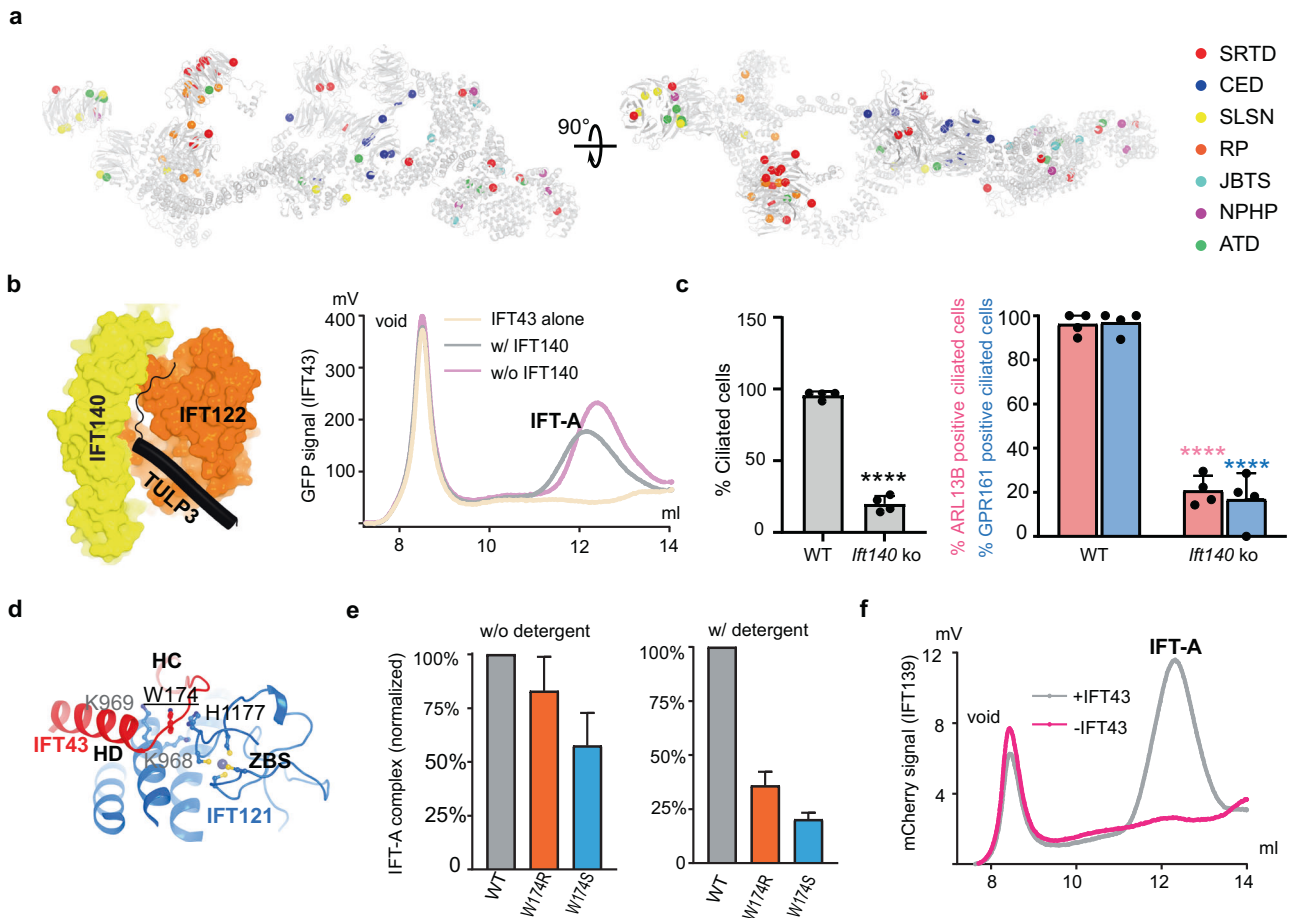 a
90°
SRTD
CED
SLSN
RP
JBTS
NPHP
ATD
b
IFT140
IFT122
TULP3
mV
400
300
200
100
GFP signal (IFT43)
void
IFT43 alone
w/ IFT140
w/o IFT140
IFT-A
ml
8
10
12
14
c
% Ciliated cells
150
100
50
0
****
WT
Ift140 ko
% ARL13B positive ciliated cells
% GPR161 positive ciliated cells
100
80
60
40
20
0
****
****
WT
Ift140 ko
d
HC
K969
W174
H1177
IFT43
HD
K968
ZBS
IFT121
e
w/o detergent
IFT-A complex (normalized)
100%
75%
50%
25%
0
WT
W174R
W174S
w/ detergent
100%
75%
50%
25%
0
WT
W174R
W174S
f
mV
12
8
4
mCherry signal (IFT139)
IFT-A
void
+IFT43
-IFT43
ml
8
10
12
14